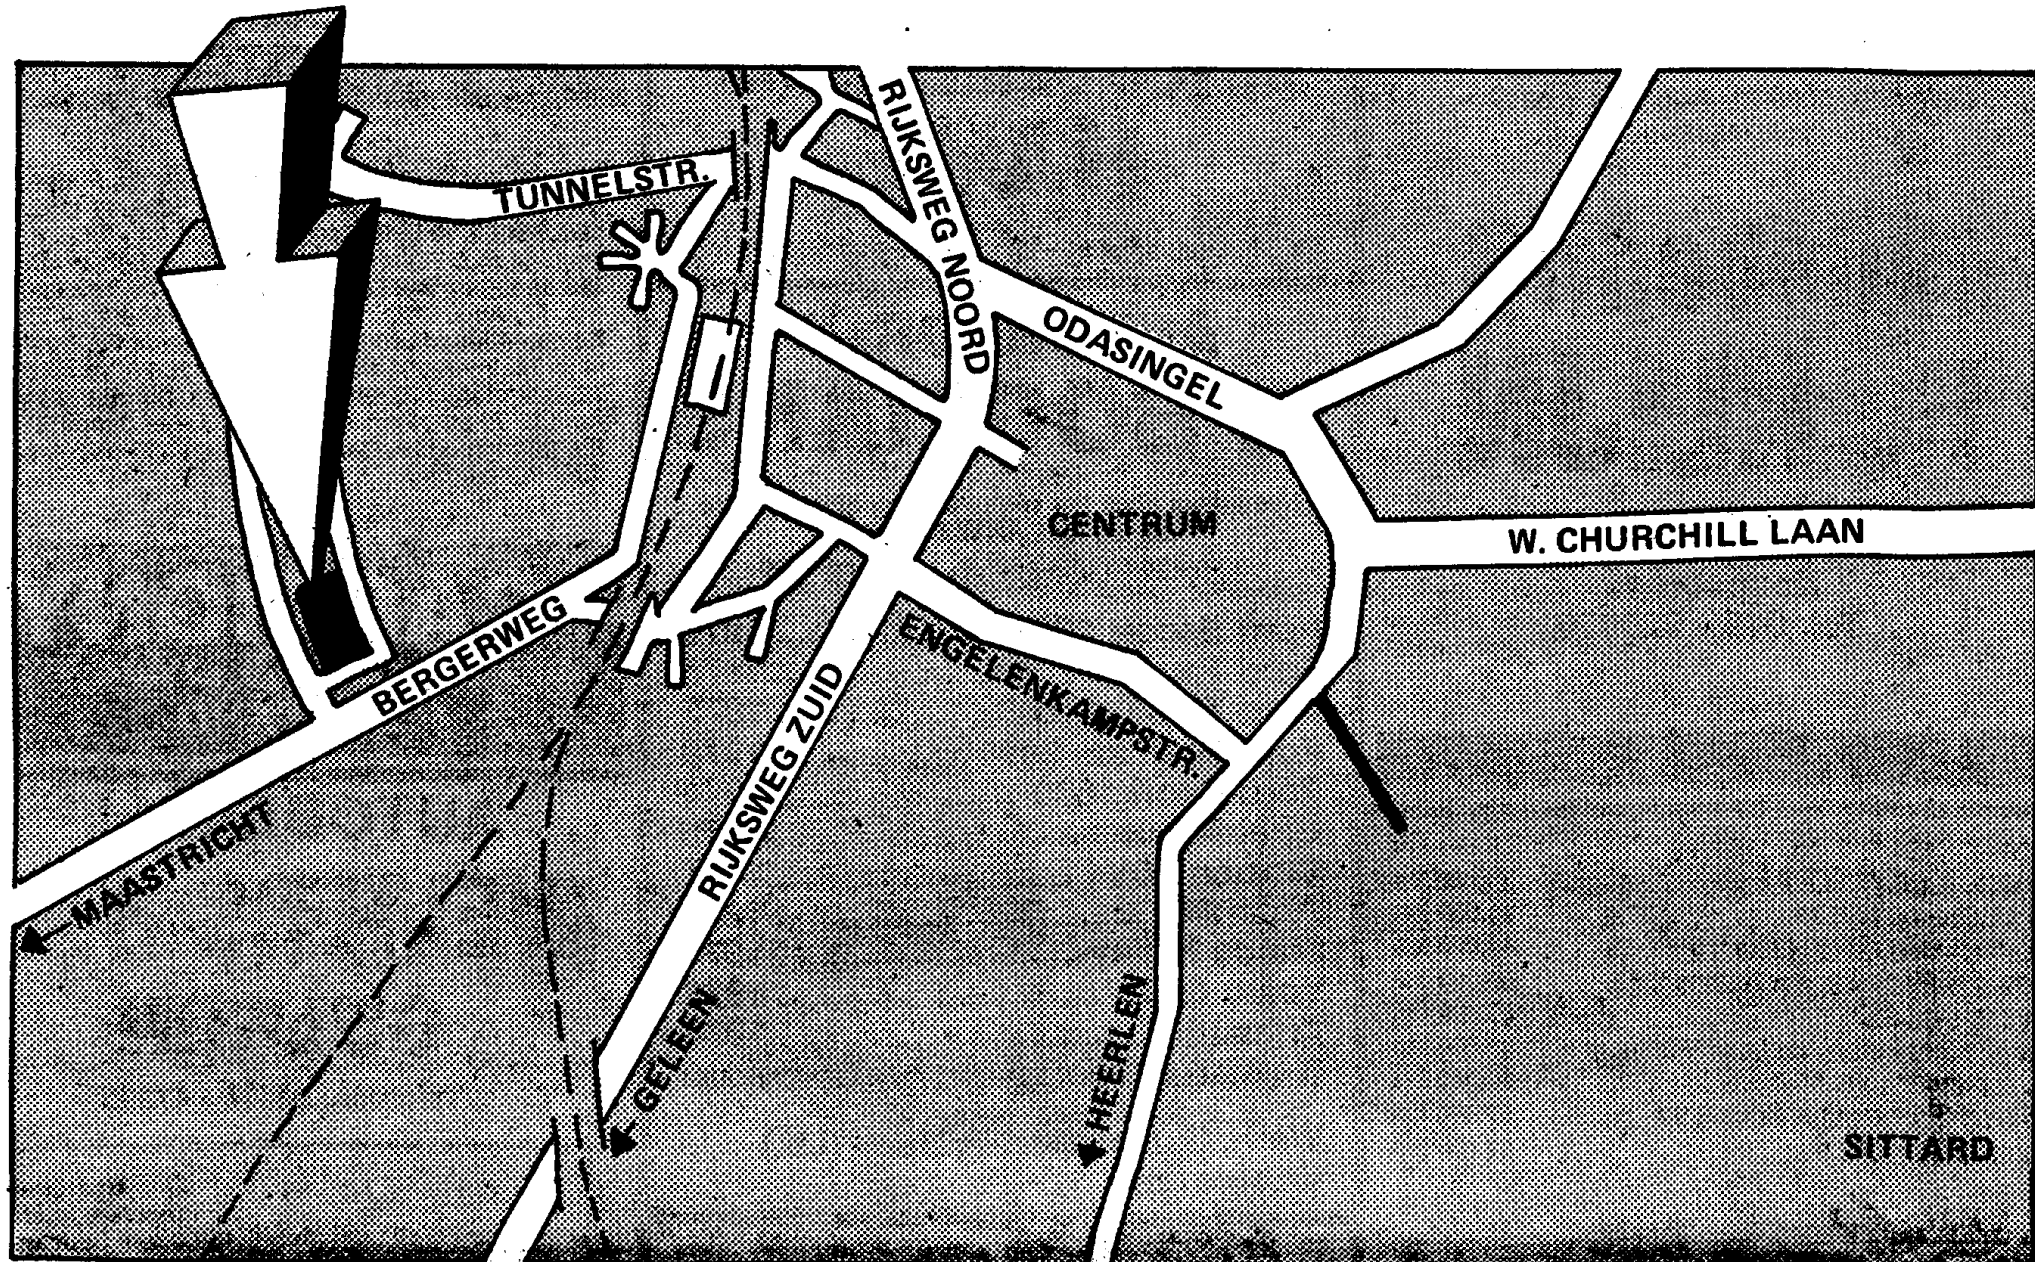 RIJKSWEG NOORD
TUNNELSTR.
ODASINGEL
CENTRUM
W. CHURCHILL LAAN
BERGERWEG
ENGELENKAMPSTR.
RIJKSWEG ZUID
MAASTRICHT
GELEEN
HEERLEN
SITTARD